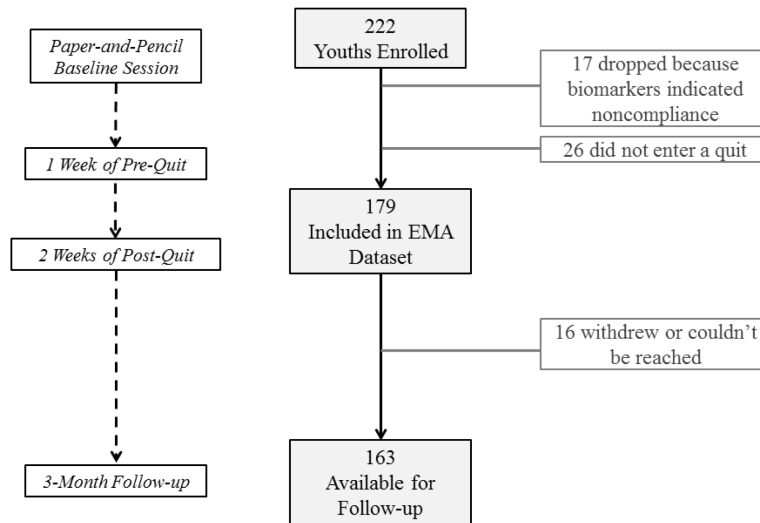 Paper-and-Pencil
Baseline Session
1 Week of Pre-Quit
2 Weeks of Post-Quit
3-Month Follow-up
222
Youths Enrolled
179
Included in EMA
Dataset
163
Available for
Follow-up
17 dropped because
biomarkers indicated
noncompliance
26 did not enter a quit
16 withdrew or couldn’t
be reached